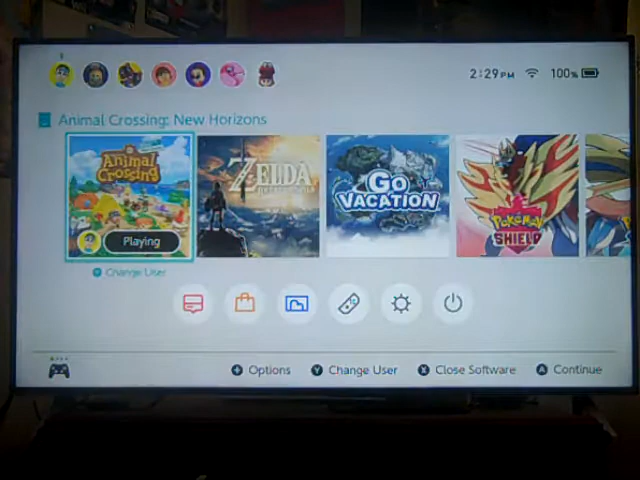 2:29 PM 100%
Animal Crossing: New Horizons
Animal Crossing
ZELDA
GO VACATION
POKÉMON SHIELD
Playing
Change User
Options Y Change User X Close Software A Continue